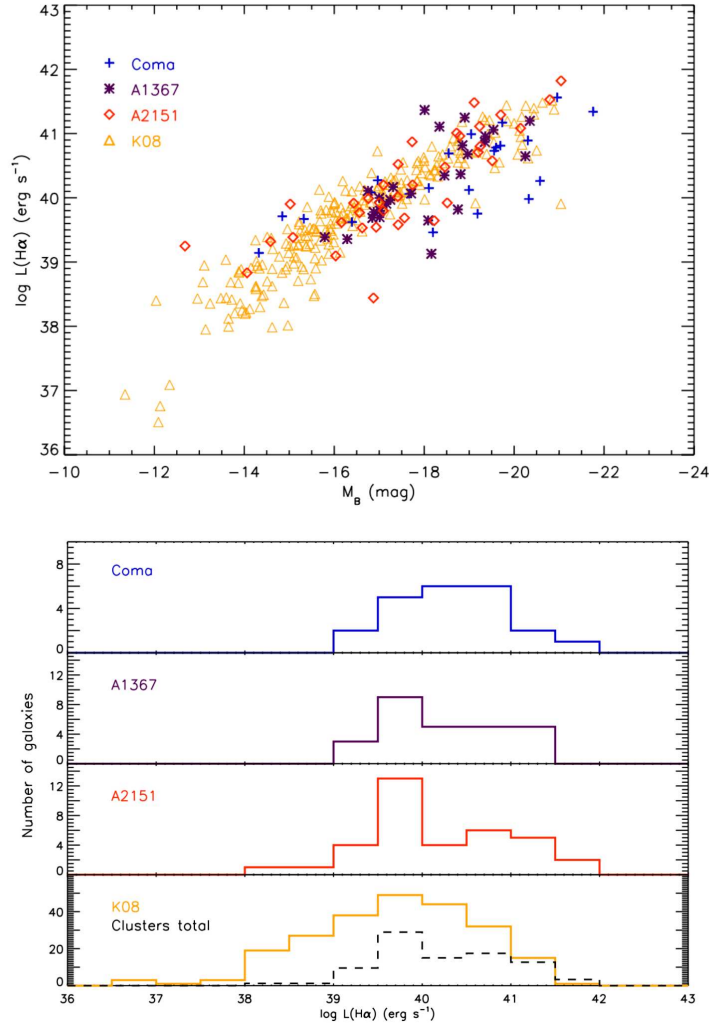 43
42
41
40
39
38
37
36
log L(Hα) (erg s⁻¹)
Coma
A1367
A2151
K08
-10 -12 -14 -16 -18 -20 -22 -24
M_B (mag)
8
4
0
Coma
12
8
4
0
A1367
12
8
4
0
A2151
40
20
0
K08
Clusters total
Number of galaxies
36 37 38 39 40 41 42 43
log L(Hα) (erg s⁻¹)